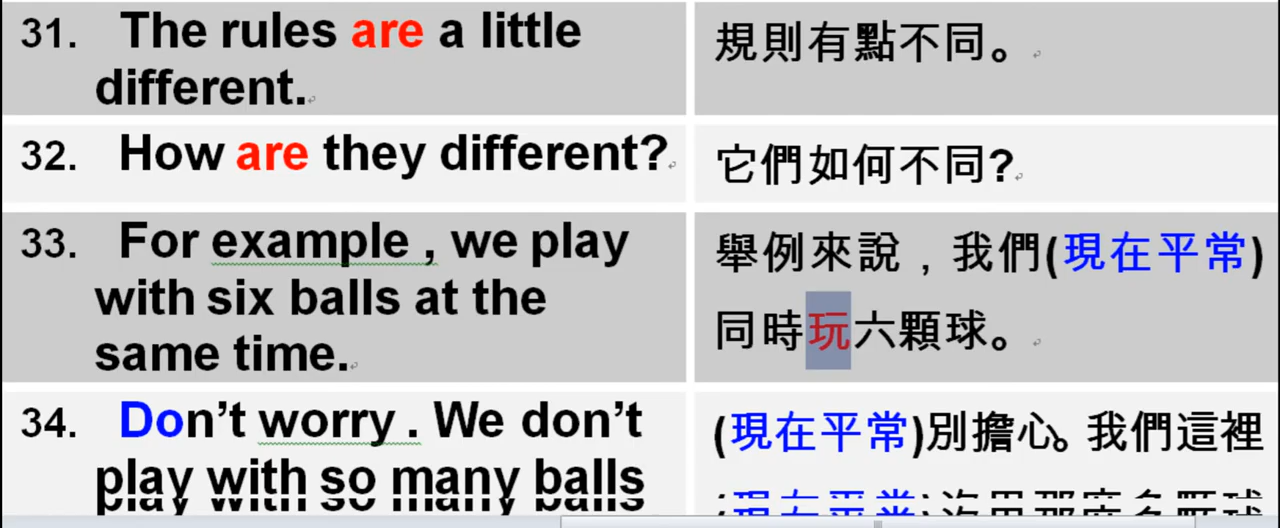 31. The rules are a little
different.
規則有點不同。
32. How are they different?
它們如何不同?
33. For example , we play
with six balls at the
same time.
舉例來說，我們(現在平常)
同時玩六顆球。
34. Don’t worry . We don’t
play with so many balls
(現在平常)別擔心。我們這裡